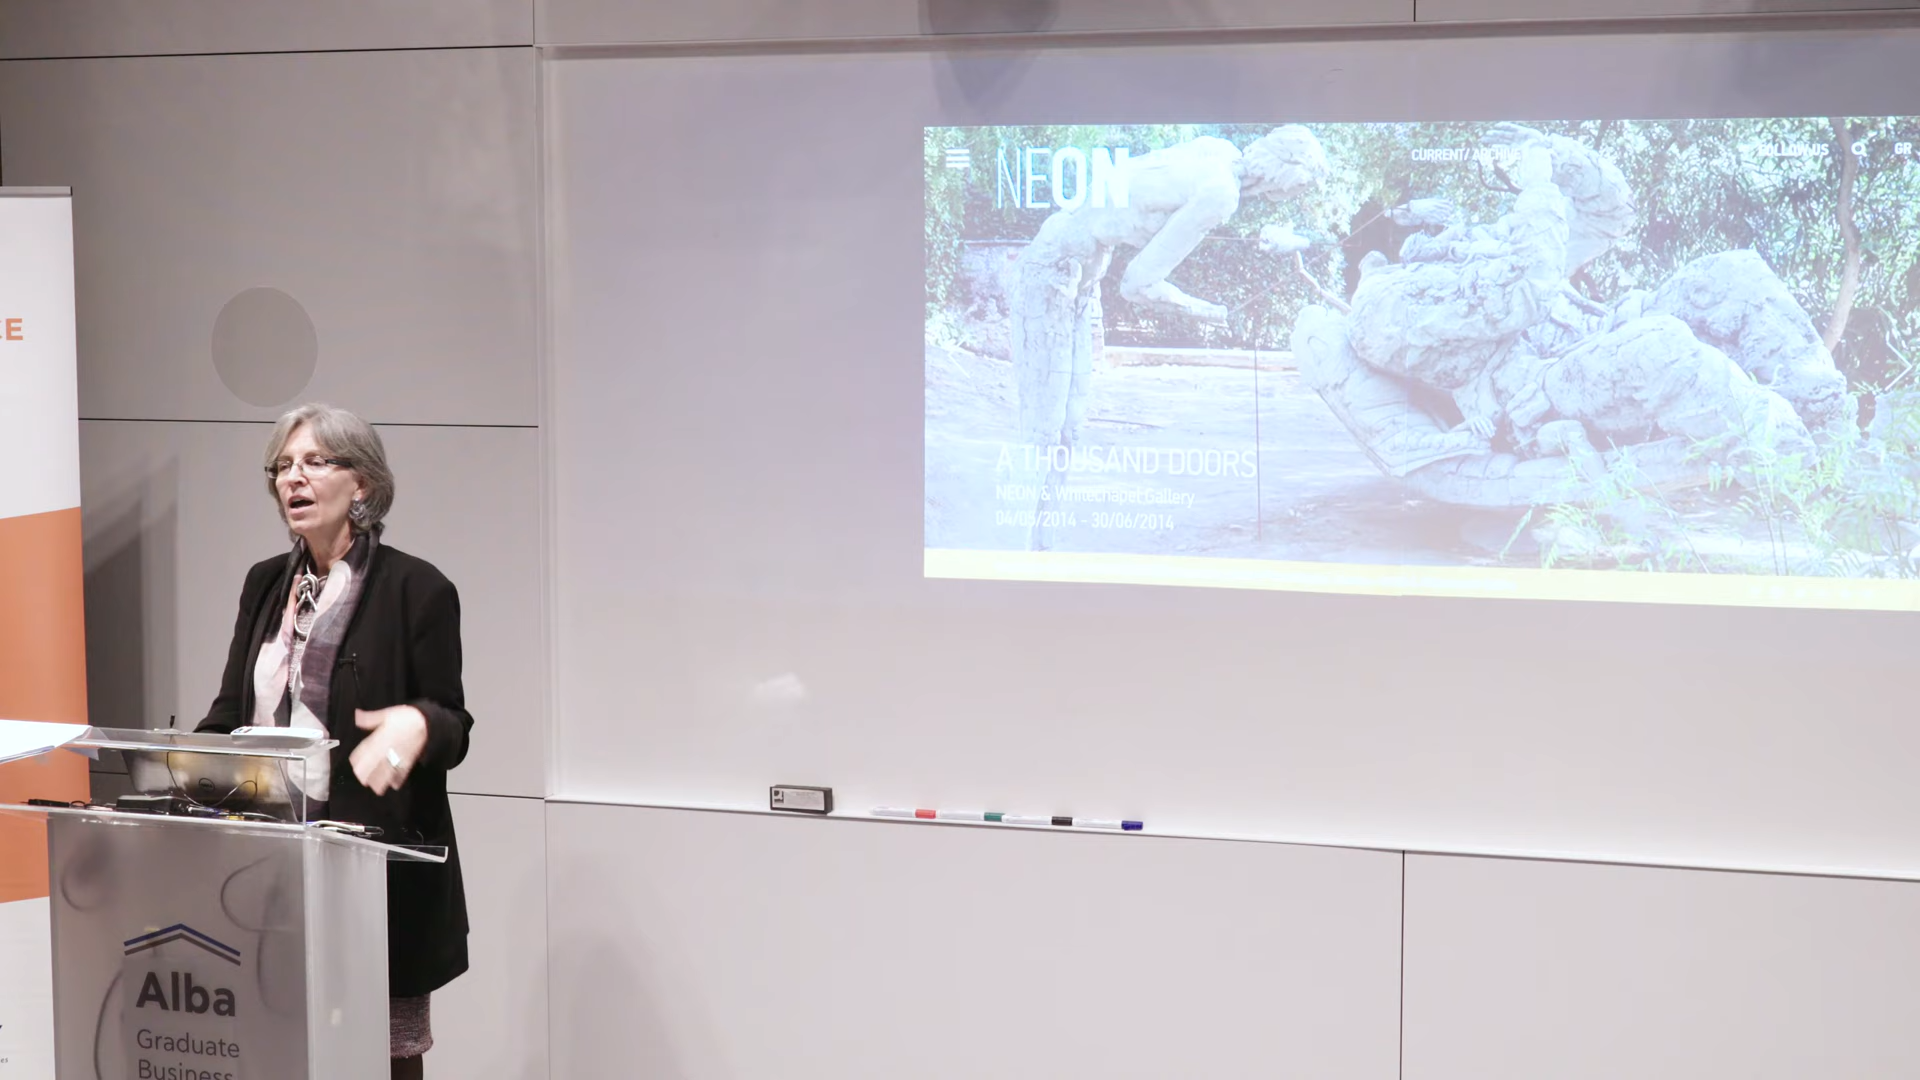 NEON
CURRENT/ ARCHIVE
FOLLOW US
GR
A THOUSAND DOORS
NEON & Whitechapel Gallery
04/05/2014 - 30/06/2014
CE
Alba
Graduate
Business